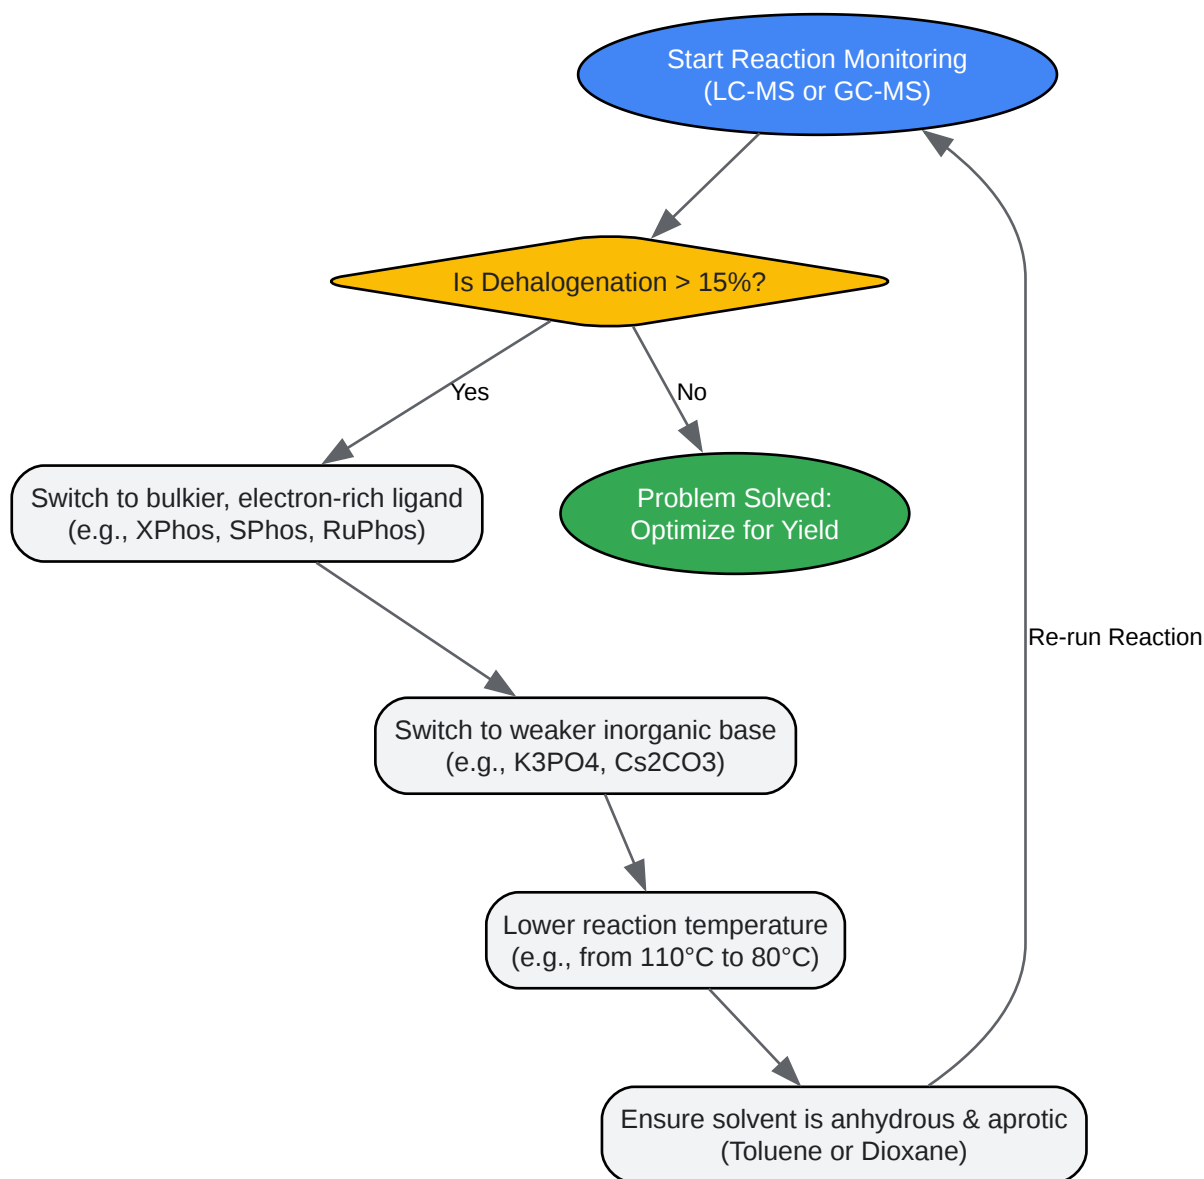 Start Reaction Monitoring
(LC-MS or GC-MS)
Is Dehalogenation > 15%?
Yes
No
Switch to bulkier, electron-rich ligand
(e.g., XPhos, SPhos, RuPhos)
Problem Solved:
Optimize for Yield
Re-run Reaction
Switch to weaker inorganic base
(e.g., K3PO4, Cs2CO3)
Lower reaction temperature
(e.g., from 110°C to 80°C)
Ensure solvent is anhydrous & aprotic
(Toluene or Dioxane)